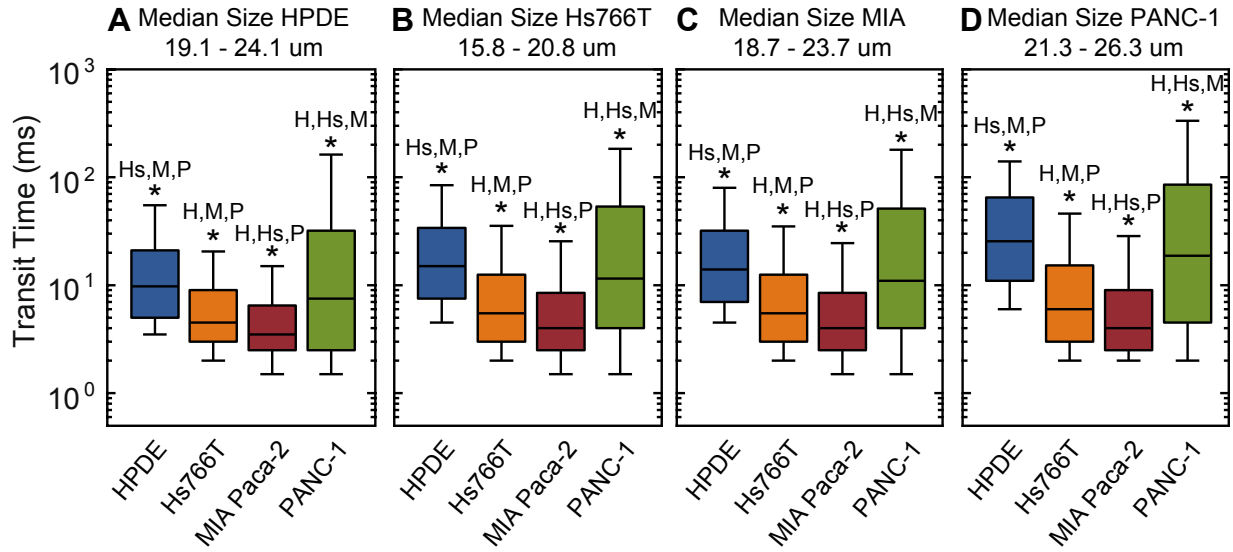 A Median Size HPDE
19.1 - 24.1 um
B Median Size Hs766T
15.8 - 20.8 um
C Median Size MIA
18.7 - 23.7 um
D Median Size PANC-1
21.3 - 26.3 um
Transit Time (ms)
10³
10²
10¹
10⁰
Hs,M,P
*
H,M,P
*
H,Hs,P
*
H,Hs,M
*
Hs,M,P
*
H,M,P
*
H,Hs,P
*
H,Hs,M
*
Hs,M,P
*
H,M,P
*
H,Hs,P
*
H,Hs,M
*
Hs,M,P
*
H,M,P
*
H,Hs,P
*
H,Hs,M
*
HPDE
Hs766T
MIA Paca-2
PANC-1
HPDE
Hs766T
MIA Paca-2
PANC-1
HPDE
Hs766T
MIA Paca-2
PANC-1
HPDE
Hs766T
MIA Paca-2
PANC-1